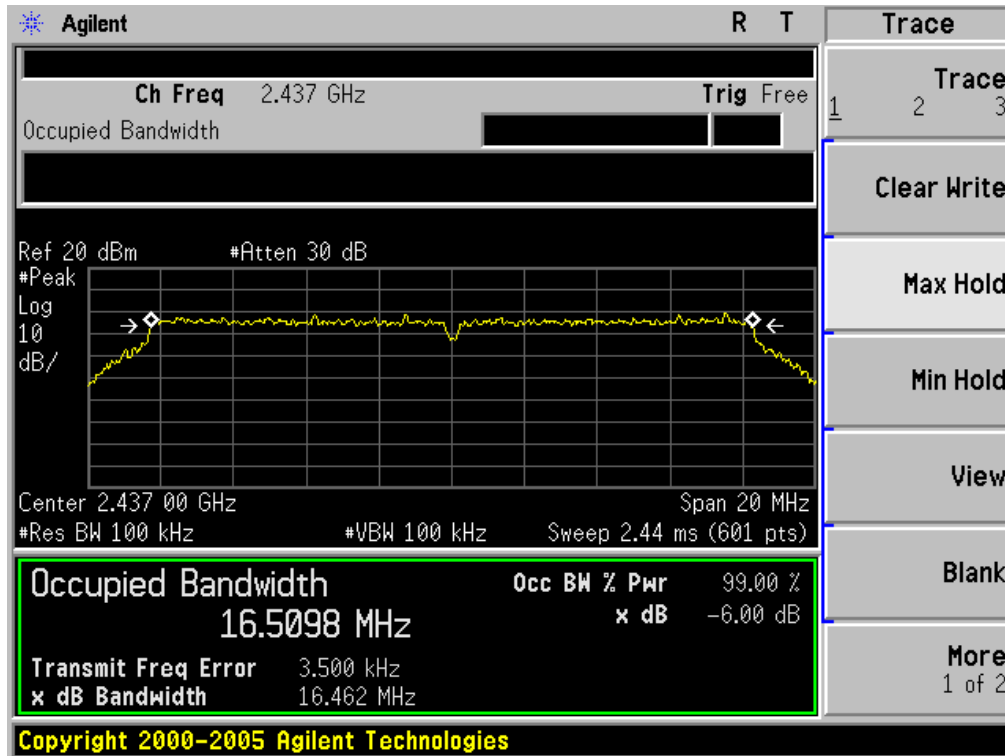 Agilent R T
Ch Freq 2.437 GHz Trig Free
Occupied Bandwidth
Ref 20 dBm #Atten 30 dB
#Peak
Log
10
dB/
Center 2.437 00 GHz Span 20 MHz
#Res BW 100 kHz #VBW 100 kHz Sweep 2.44 ms (601 pts)
Occupied Bandwidth
16.5098 MHz
Occ BW % Pwr 99.00 %
x dB -6.00 dB
Transmit Freq Error 3.500 kHz
x dB Bandwidth 16.462 MHz
Copyright 2000-2005 Agilent Technologies
Trace
Trace
1 2 3
Clear Write
Max Hold
Min Hold
View
Blank
More
1 of 2